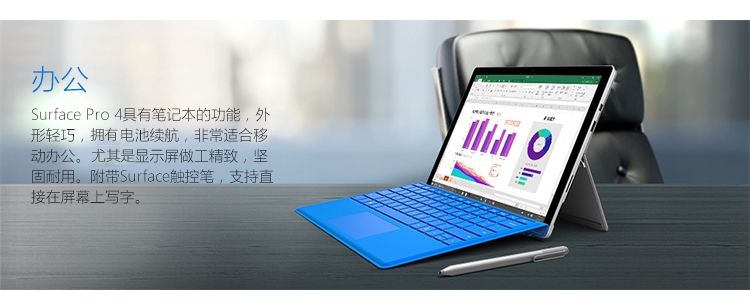 办公
Surface Pro 4具有笔记本的功能，外
形轻巧，拥有电池续航，非常适合移
动办公。尤其是显示屏做工精致，坚
固耐用。附带Surface触控笔，支持直
接在屏幕上写字。